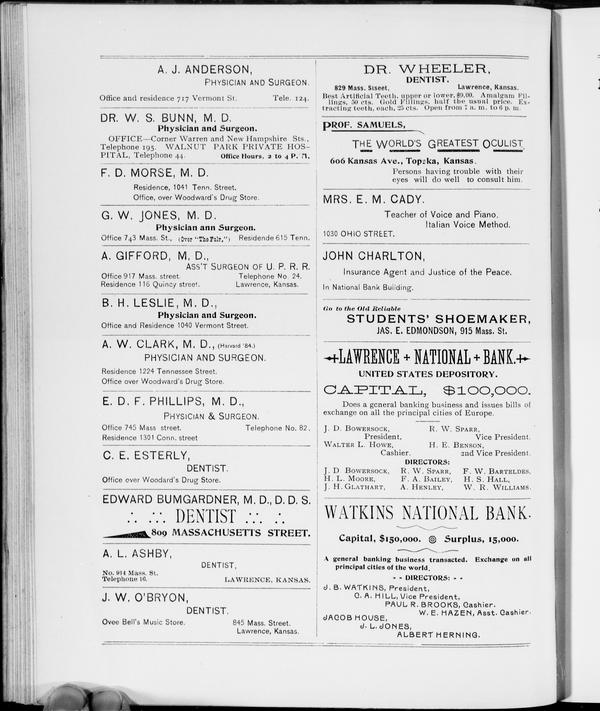 A. J. ANDERSON,
PHYSICIAN AND SURGEON.
Office and residence 717 Vermont St. Tele. 124.
DR. W. S. BUNN, M. D.
Physician and Surgeon.
OFFICE—Corner Warren and New Hampshire Sts.,
Telephone 195. WALNUT PARK PRIVATE HOS-
PITAL, Telephone 44. Office Hours, 2 to 4 P. M.
F. D. MORSE, M. D.
Residence, 1041 Tenn. Street.
Office, over Woodward's Drug Store.
G. W. JONES, M. D.
Physician ann Surgeon.
Office 743 Mass. St., (Over "The Fair,") Residende 615 Tenn.
A. GIFFORD, M, D.,
ASS'T SURGEON OF U. P. R. R.
Office 917 Mass. street. Telephone No. 24.
Residence 116 Quincy street. Lawrence, Kansas.
B. H. LESLIE, M. D.,
Physician and Surgeon.
Office and Residence 1040 Vermont Street.
A. W. CLARK, M. D., (Harvard '84.)
PHYSICIAN AND SURGEON.
Residence 1224 Tennessee Street.
Office over Woodward's Drug Store.
E. D. F. PHILLIPS, M. D.,
PHYSICIAN & SURGEON.
Office 745 Mass street. Telephone No. 82.
Residence 1301 Conn. street
C. E. ESTERLY,
DENTIST.
Office over Woodard's Drug Store.
EDWARD BUMGARDNER, M. D., D. D. S.
DENTIST
809 MASSACHUSETTS STREET.
A. L. ASHBY,
DENTIST,
No. 914 Mass. St.
Telephone 16. LAWRENCE, KANSAS.
J. W. O'BRYON,
DENTIST.
Ovee Bell's Music Store. 845 Mass. Street.
Lawrence, Kansas.
DR. WHEELER,
DENTIST.
829 Mass. Street. Lawrence, Kansas.
Best Artificial Teeth, upper or lower, $9.00. Amalgam Fil-
lings, 50 cts. Gold Fillings, half the usual price. Ex-
tracting teeth, each, 25 cts. Open from 7 a. m. to 6 p. m.
PROF. SAMUELS,
THE WORLD'S GREATEST OCULIST
606 Kansas Ave., Topeka, Kansas.
Persons having trouble with their
eyes will do well to consult him.
MRS. E. M. CADY.
Teacher of Voice and Piano.
Italian Voice Method.
1030 OHIO STREET.
JOHN CHARLTON,
Insurance Agent and Justice of the Peace.
In National Bank Building.
Go to the Old Reliable
STUDENTS' SHOEMAKER,
JAS. E. EDMONDSON, 915 Mass. St.
LAWRENCE + NATIONAL + BANK.
UNITED STATES DEPOSITORY.
CAPITAL, $100,000.
Does a general banking business and issues bills of
exchange on all the principal cities of Europe.
J. D. BOWERSOCK, R. W. SPARR,
President, Vice President.
WALTER L. HOWE, H. E. BENSON,
Cashier. 2nd Vice President.
DIRECTORS:
J. D BOWERSOCK, R. W. SPARR, F. W. BARTELDES,
H. L. MOORE, F. A. BAILEY, H. S. HALL,
J. H. GLATHART, A. HENLEY, W. R. WILLIAMS.
WATKINS NATIONAL BANK.
Capital, $150,000. Surplus, 15,000.
A general banking business transacted. Exchange on all
principal cities of the world.
- - DIRECTORS: - -
J. B. WATKINS, President,
C. A. HILL, Vice President,
PAUL R. BROOKS, Cashier.
W. E. HAZEN, Asst. Cashier.
JACOB HOUSE,
J. L. JONES,
ALBERT HERNING.